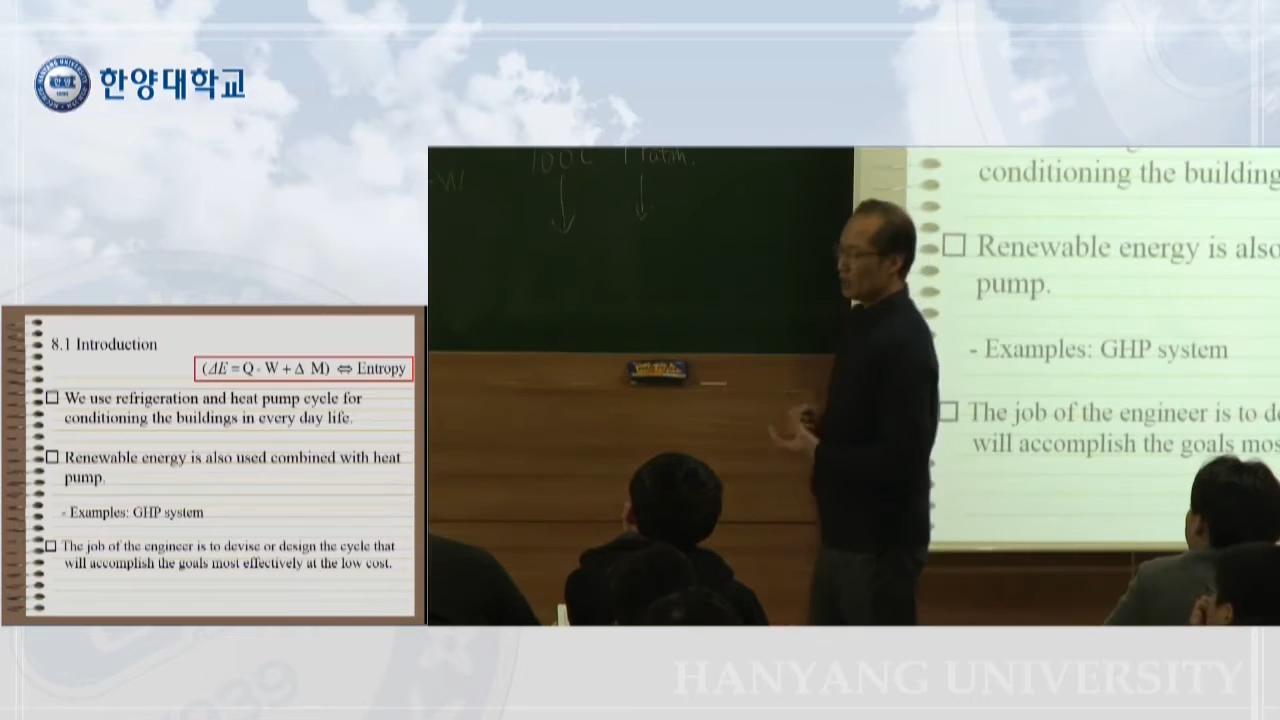 한양대학교
8.1 Introduction
(ΔE = Q - W + Δ M) ⇔ Entropy
□ We use refrigeration and heat pump cycle for
conditioning the buildings in every day life.
□ Renewable energy is also used combined with heat
pump.
- Examples: GHP system
□ The job of the engineer is to devise or design the cycle that
will accomplish the goals most effectively at the low cost.
100C 1 atm.
-W
conditioning the building
□ Renewable energy is also
pump.
- Examples: GHP system
□ The job of the engineer is to de
will accomplish the goals mos
HANYANG UNIVERSITY